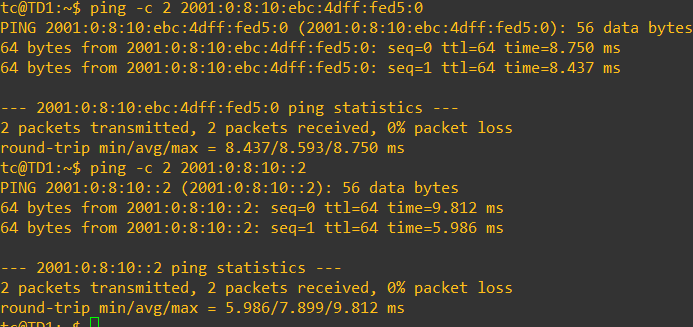 tc@TD1:~$ ping -c 2 2001:0:8:10:ebc:4dff:fed5:0
PING 2001:0:8:10:ebc:4dff:fed5:0 (2001:0:8:10:ebc:4dff:fed5:0): 56 data bytes
64 bytes from 2001:0:8:10:ebc:4dff:fed5:0: seq=0 ttl=64 time=8.750 ms
64 bytes from 2001:0:8:10:ebc:4dff:fed5:0: seq=1 ttl=64 time=8.437 ms

--- 2001:0:8:10:ebc:4dff:fed5:0 ping statistics ---
2 packets transmitted, 2 packets received, 0% packet loss
round-trip min/avg/max = 8.437/8.593/8.750 ms
tc@TD1:~$ ping -c 2 2001:0:8:10::2
PING 2001:0:8:10::2 (2001:0:8:10::2): 56 data bytes
64 bytes from 2001:0:8:10::2: seq=0 ttl=64 time=9.812 ms
64 bytes from 2001:0:8:10::2: seq=1 ttl=64 time=5.986 ms

--- 2001:0:8:10::2 ping statistics ---
2 packets transmitted, 2 packets received, 0% packet loss
round-trip min/avg/max = 5.986/7.899/9.812 ms
tc@TD1:~$